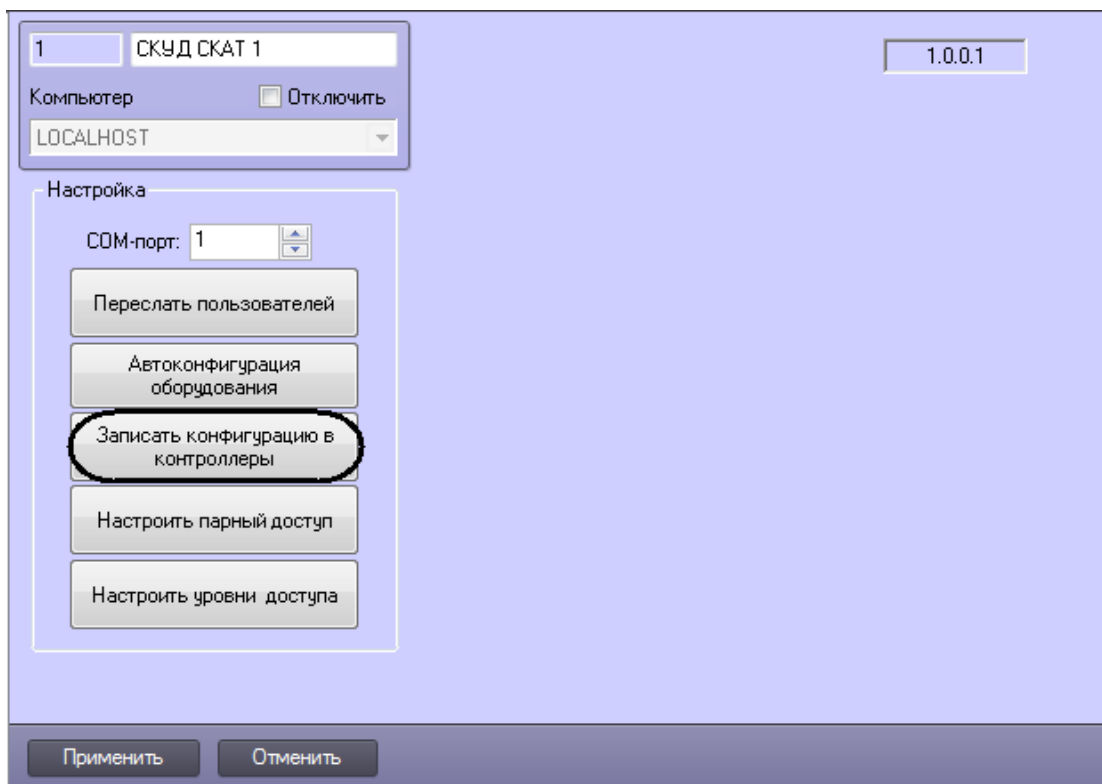 1
СКУД СКАТ 1
1.0.0.1
Компьютер
Отключить
LOCALHOST
Настройка
COM-порт: 1
Переслать пользователей
Автоконфигурация
оборудования
Записать конфигурацию в
контроллеры
Настроить парный доступ
Настроить уровни доступа
Применить
Отменить